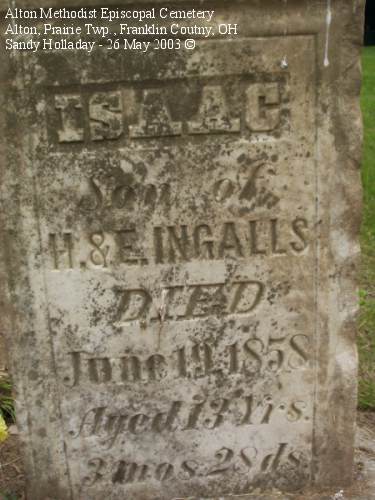 Alton Methodist Episcopal Cemetery
Alton, Prairie Twp., Franklin Coutny, OH
Sandy Holladay - 26 May 2003 ©
ISAAC
son of
H. & E. INGALLS
DIED
June 19, 1858
Aged 13 Yrs.
3 mos. 28 ds.